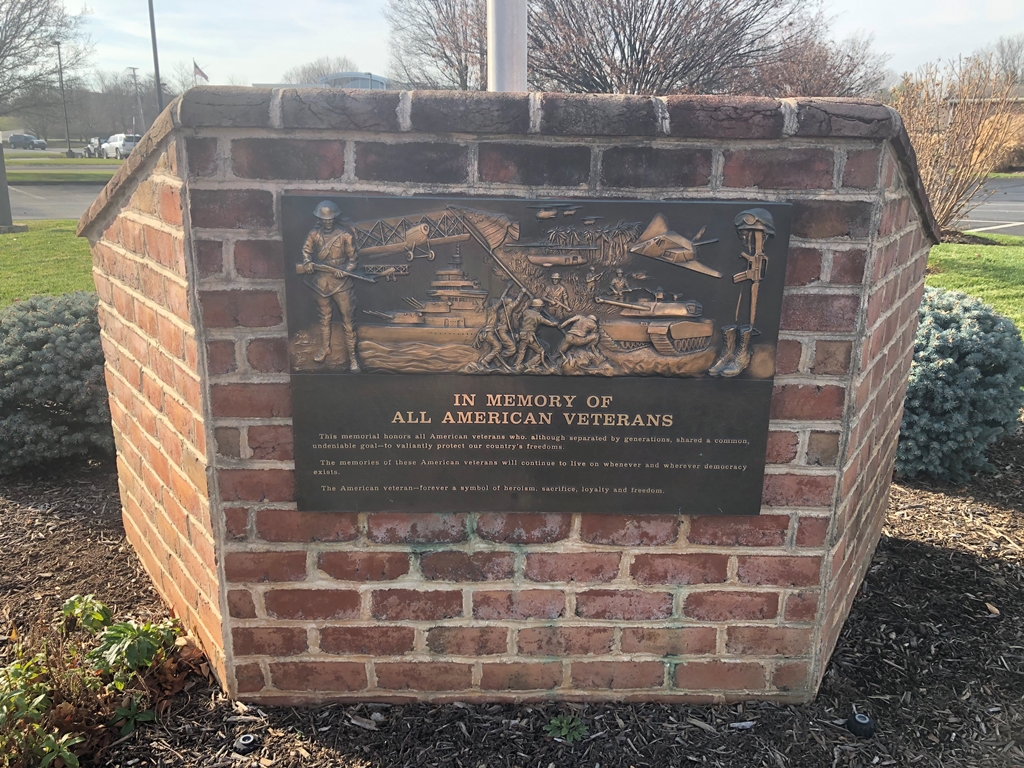 IN MEMORY OF
ALL AMERICAN VETERANS
This memorial honors all American veterans who, although separated by generations, shared a common,
undeniable goal—to valiantly protect our country's freedoms.
The memories of these American veterans will continue to live on whenever and wherever democracy
exists.
The American veteran—forever a symbol of heroism, sacrifice, loyalty and freedom.